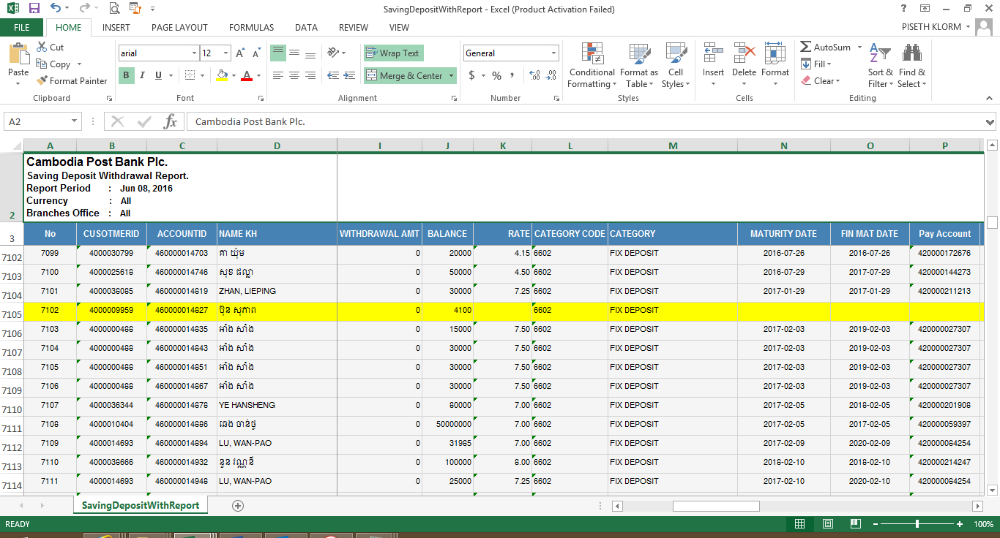 SavingDepositWithReport - Excel (Product Activation Failed)
FILE HOME INSERT PAGE LAYOUT FORMULAS DATA REVIEW VIEW PISETH KLORM
Paste Cut Copy Format Painter Clipboard
arial 12 B I U Font
Wrap Text Merge & Center Alignment
General $ % , Number
Conditional Formatting Format as Table Cell Styles Styles
Insert Delete Format Cells
AutoSum Fill Clear Sort & Filter Find & Select Editing
A2 fx Cambodia Post Bank Plc.
A B C D I J K L M N O P
Cambodia Post Bank Plc.
Saving Deposit Withdrawal Report.
Report Period : Jun 08, 2016
Currency : All
2 Branches Office : All
3 No CUSOTMERID ACCOUNTID NAME KH WITHDRAWAL AMT BALANCE RATE CATEGORY CODE CATEGORY MATURITY DATE FIN MAT DATE Pay Account
7102 7099 4000030799 460000014703 គា យ៉ុម 0 20000 4.15 6602 FIX DEPOSIT 2016-07-26 2016-07-26 420000172676
7103 7100 4000025618 460000014746 សុខ ផល្លា 0 50000 4.50 6602 FIX DEPOSIT 2016-07-29 2017-07-29 420000144273
7104 7101 4000038085 460000014819 ZHAN, LIEPING 0 30000 7.25 6602 FIX DEPOSIT 2017-01-29 2017-01-29 420000211213
7105 7102 4000009959 460000014827 ប៊ុន សុភាព 0 4100 6602 FIX DEPOSIT
7106 7103 4000000488 460000014835 អាំង សាំង 0 15000 7.50 6602 FIX DEPOSIT 2017-02-03 2019-02-03 420000027307
7107 7104 4000000488 460000014843 អាំង សាំង 0 30000 7.50 6602 FIX DEPOSIT 2017-02-03 2019-02-03 420000027307
7108 7105 4000000488 460000014851 អាំង សាំង 0 30000 7.50 6602 FIX DEPOSIT 2017-02-03 2019-02-03 420000027307
7109 7106 4000000488 460000014867 អាំង សាំង 0 30000 7.50 6602 FIX DEPOSIT 2017-02-03 2019-02-03 420000027307
7110 7107 4000036344 460000014878 YE HANSHENG 0 80000 7.00 6602 FIX DEPOSIT 2017-02-05 2018-02-05 420000201908
7111 7108 4000010404 460000014886 ឆេង ចាន់ថូ 0 50000000 7.00 6602 FIX DEPOSIT 2017-02-05 2017-02-05 420000059397
7112 7109 4000014693 460000014894 LU, WAN-PAO 0 31985 7.00 6602 FIX DEPOSIT 2017-02-09 2020-02-09 420000084254
7113 7110 4000038666 460000014932 នួន វណ្ណនី 0 100000 8.00 6602 FIX DEPOSIT 2018-02-10 2018-02-10 420000214247
7114 7111 4000014693 460000014948 LU, WAN-PAO 0 25000 7.25 6602 FIX DEPOSIT 2017-02-10 2020-02-10 420000084254
SavingDepositWithReport
READY 100%